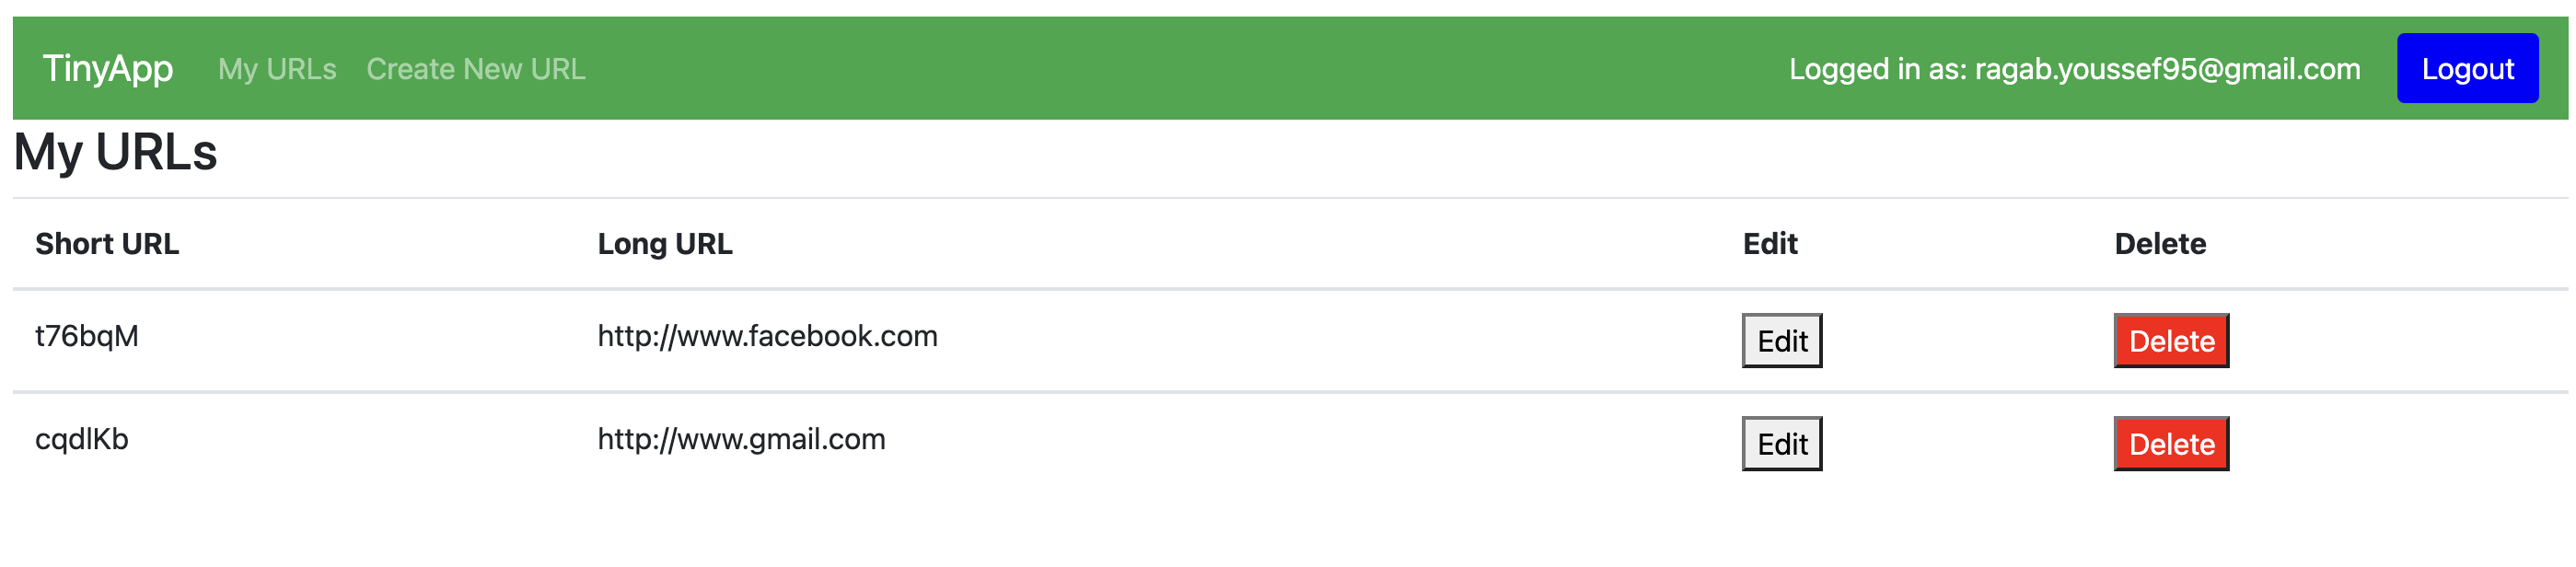 TinyApp My URLs Create New URL Logged in as: ragab.youssef95@gmail.com Logout
My URLs
Short URL Long URL Edit Delete
t76bqM http://www.facebook.com Edit Delete
cqdlKb http://www.gmail.com Edit Delete